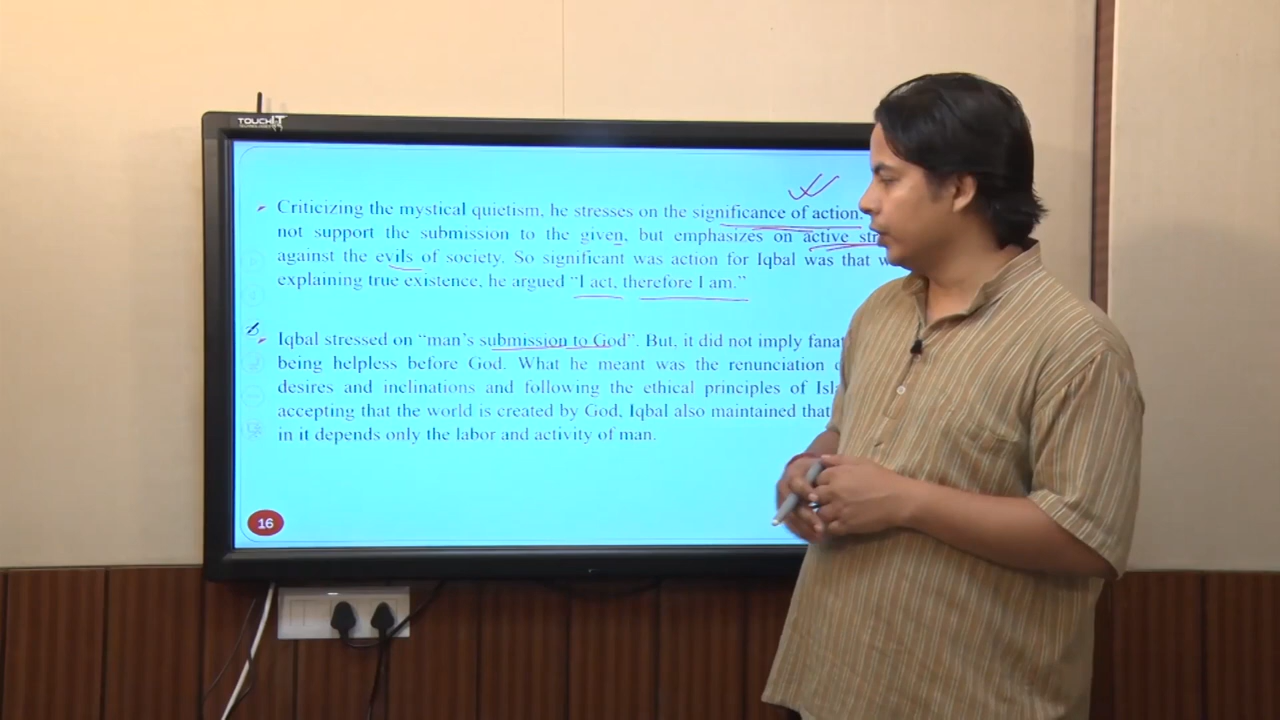 TOUCHIT
Criticizing the mystical quietism, he stresses on the significance of action.
not support the submission to the given, but emphasizes on active
against the evils of society. So significant was action for Iqbal was that
explaining true existence, he argued “I act, therefore I am.”
Iqbal stressed on “man’s submission to God”. But, it did not imply
being helpless before God. What he meant was the renunciation
desires and inclinations and following the ethical principles of
accepting that the world is created by God, Iqbal also maintained that
in it depends only the labor and activity of man.
16